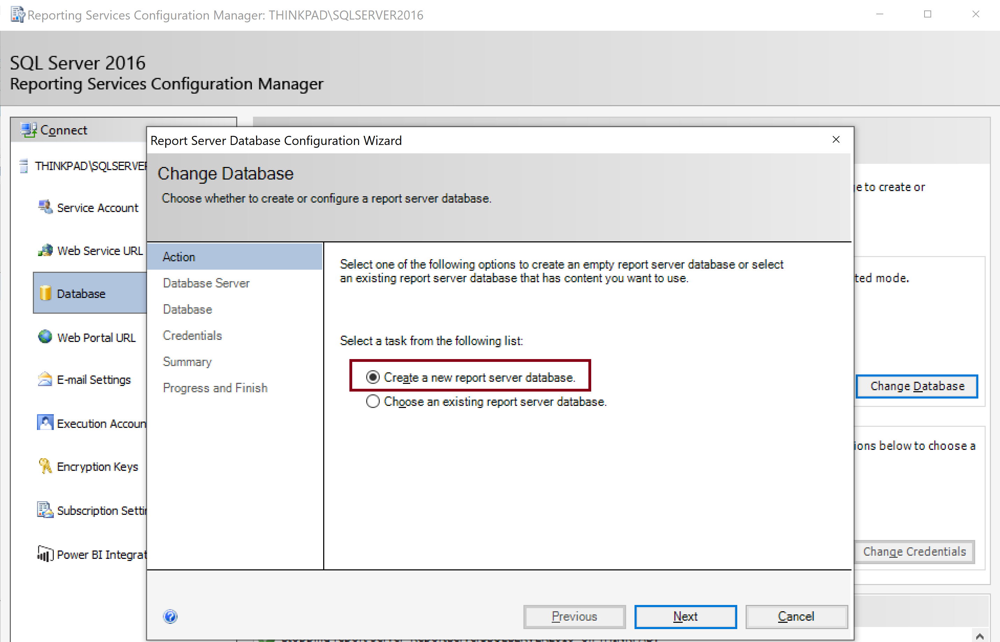 Reporting Services Configuration Manager: THINKPAD\SQLSERVER2016
SQL Server 2016
Reporting Services Configuration Manager
Connect
THINKPAD\SQLSERVER
Service Account
Web Service URL
Database
Web Portal URL
E-mail Settings
Execution Accoun
Encryption Keys
Subscription Settin
Power BI Integrat
Report Server Database Configuration Wizard
Change Database
Choose whether to create or configure a report server database.
Action
Database Server
Database
Credentials
Summary
Progress and Finish
Select one of the following options to create an empty report server database or select
an existing report server database that has content you want to use.
Select a task from the following list:
Create a new report server database.
Choose an existing report server database.
Previous
Next
Cancel
ge to create or
ted mode.
Change Database
ions below to choose a
Change Credentials